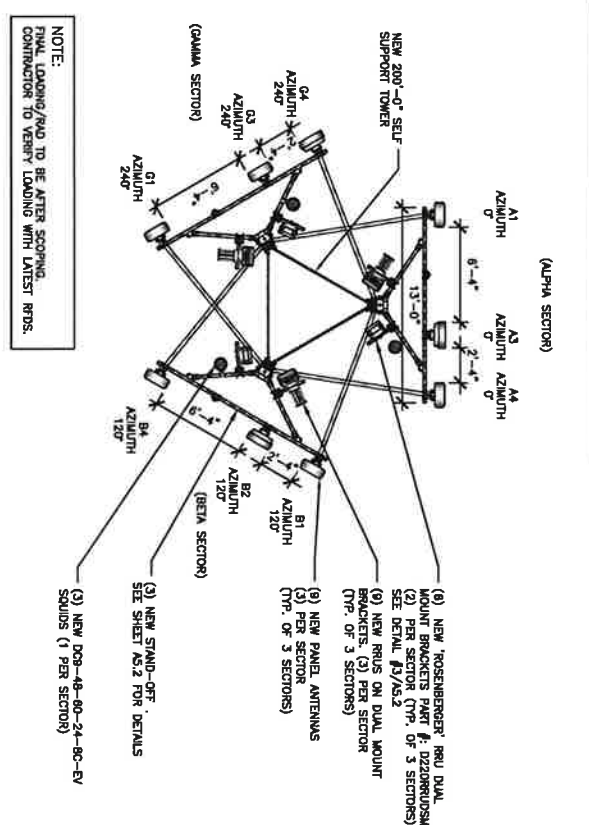 (ALPHA SECTOR)
A1
AZIMUTH
0°
A3
AZIMUTH
0°
A4
AZIMUTH
0°
6'-4"
2'-4"
13'-0"
NEW 200'-0" SELF
SUPPORT TOWER
(GAMMA SECTOR)
G4
AZIMUTH
240°
G3
AZIMUTH
240°
G1
AZIMUTH
240°
2'-4"
6'-4"
B1
AZIMUTH
120°
B2
AZIMUTH
120°
B4
AZIMUTH
120°
2'-4"
6'-4"
(BETA SECTOR)
(6) NEW 'ROSENBERGER' RRU DUAL
MOUNT BRACKETS PART #: D220RRUDSM
(2) PER SECTOR (TYP. OF 3 SECTORS)
SEE DETAIL #3/A5.2
(9) NEW RRUS ON DUAL MOUNT
BRACKETS. (3) PER SECTOR
(TYP. OF 3 SECTORS)
(9) NEW PANEL ANTENNAS
(3) PER SECTOR
(TYP. OF 3 SECTORS)
(3) NEW STAND-OFF.
SEE SHEET A5.2 FOR DETAILS
(3) NEW DC9-48-60-24-8C-EV
SQUIDS (1 PER SECTOR)
NOTE:
FINAL LOADING/RAD TO BE AFTER SCOPING.
CONTRACTOR TO VERIFY LOADING WITH LATEST RFDS.